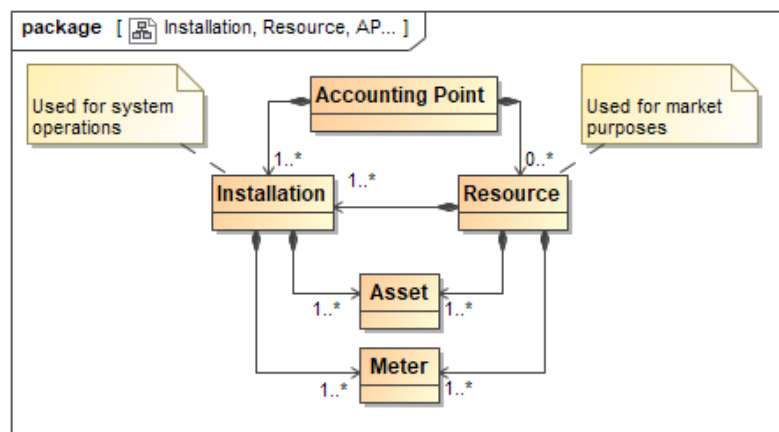 package [ Installation, Resource, AP... ]
Used for system
operations
Accounting Point
Used for market
purposes
1..*
0..*
Installation
1..*
Resource
Asset
1..*
1..*
Meter
1..*
1..*